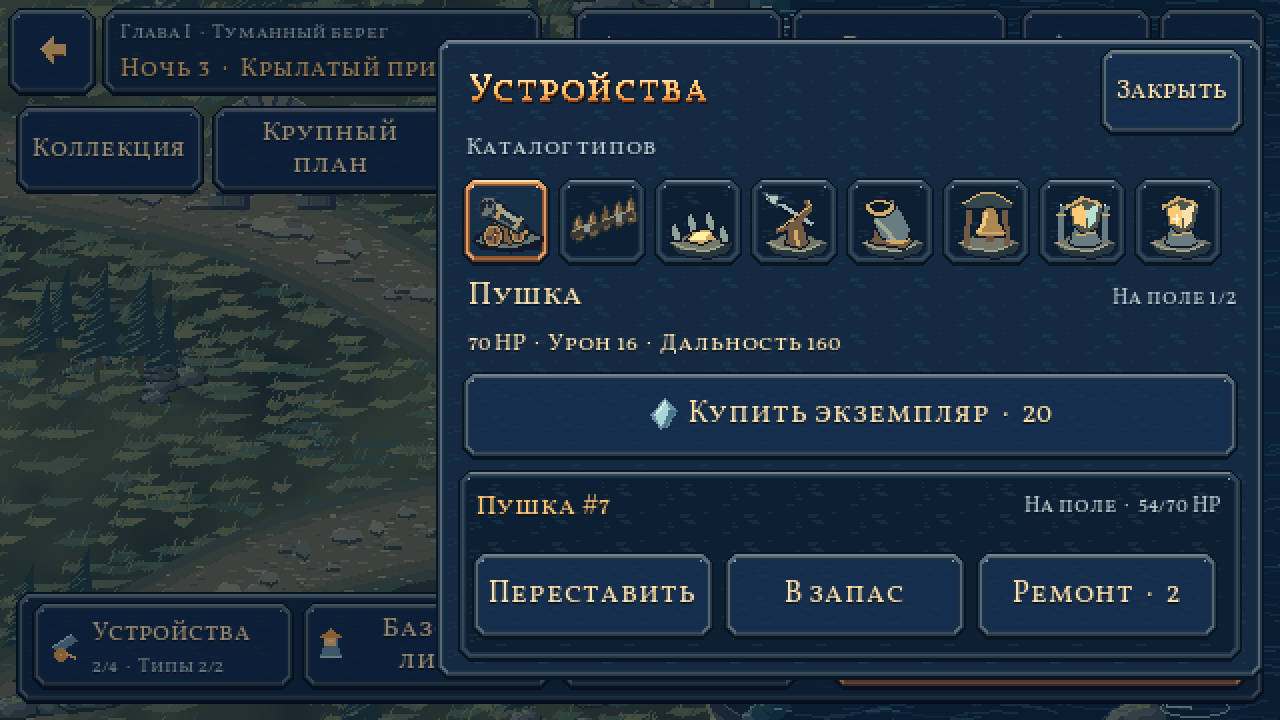 Глава I · Туманный берег
Ночь 3 · Крылатый при
Коллекция
Крупный
план
Устройства
Закрыть
Каталог типов
Пушка
На поле 1/2
70 HP · Урон 16 · Дальность 160
Купить экземпляр · 20
Пушка #7
На поле · 54/70 HP
Переставить
В запас
Ремонт · 2
Устройства
2/4 · Типы 2/2
Баз
ли